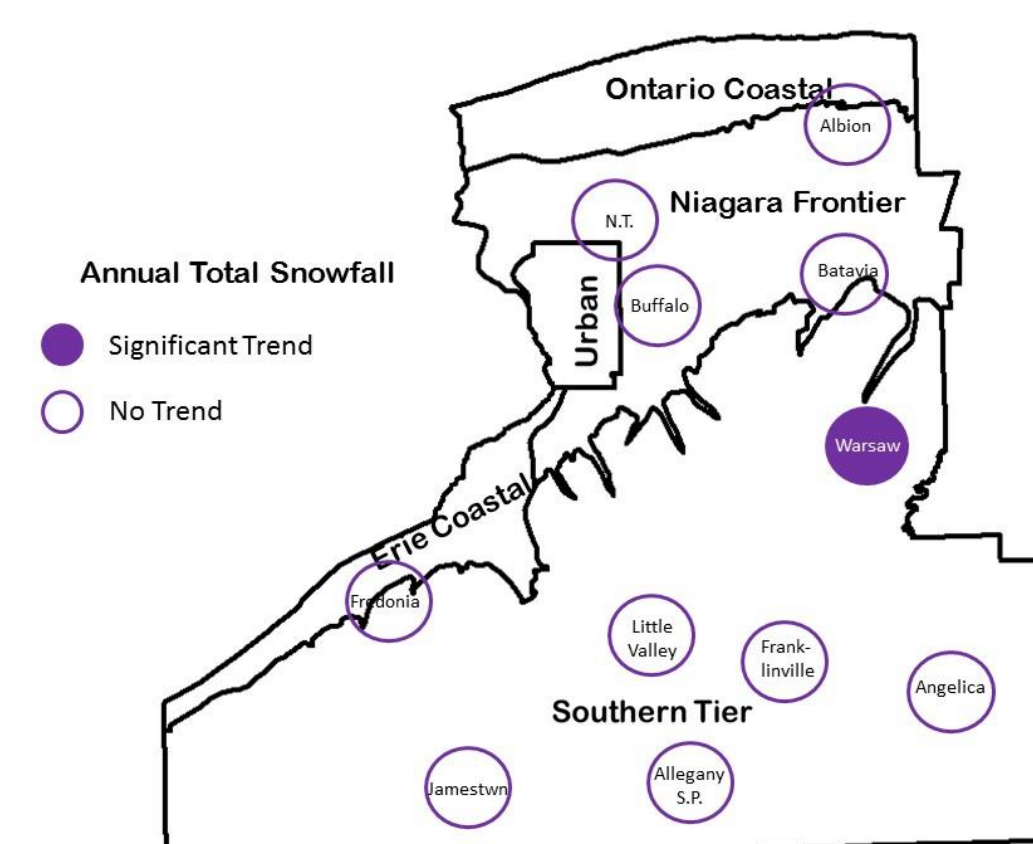 Ontario Coastal
Albion
Niagara Frontier
N.T.
Annual Total Snowfall
Batavia
Urban
Buffalo
Significant Trend
No Trend
Warsaw
Erie Coastal
Fredonia
Little
Valley
Frank-
linville
Angelica
Southern Tier
Jamestwn
Allegany
S.P.